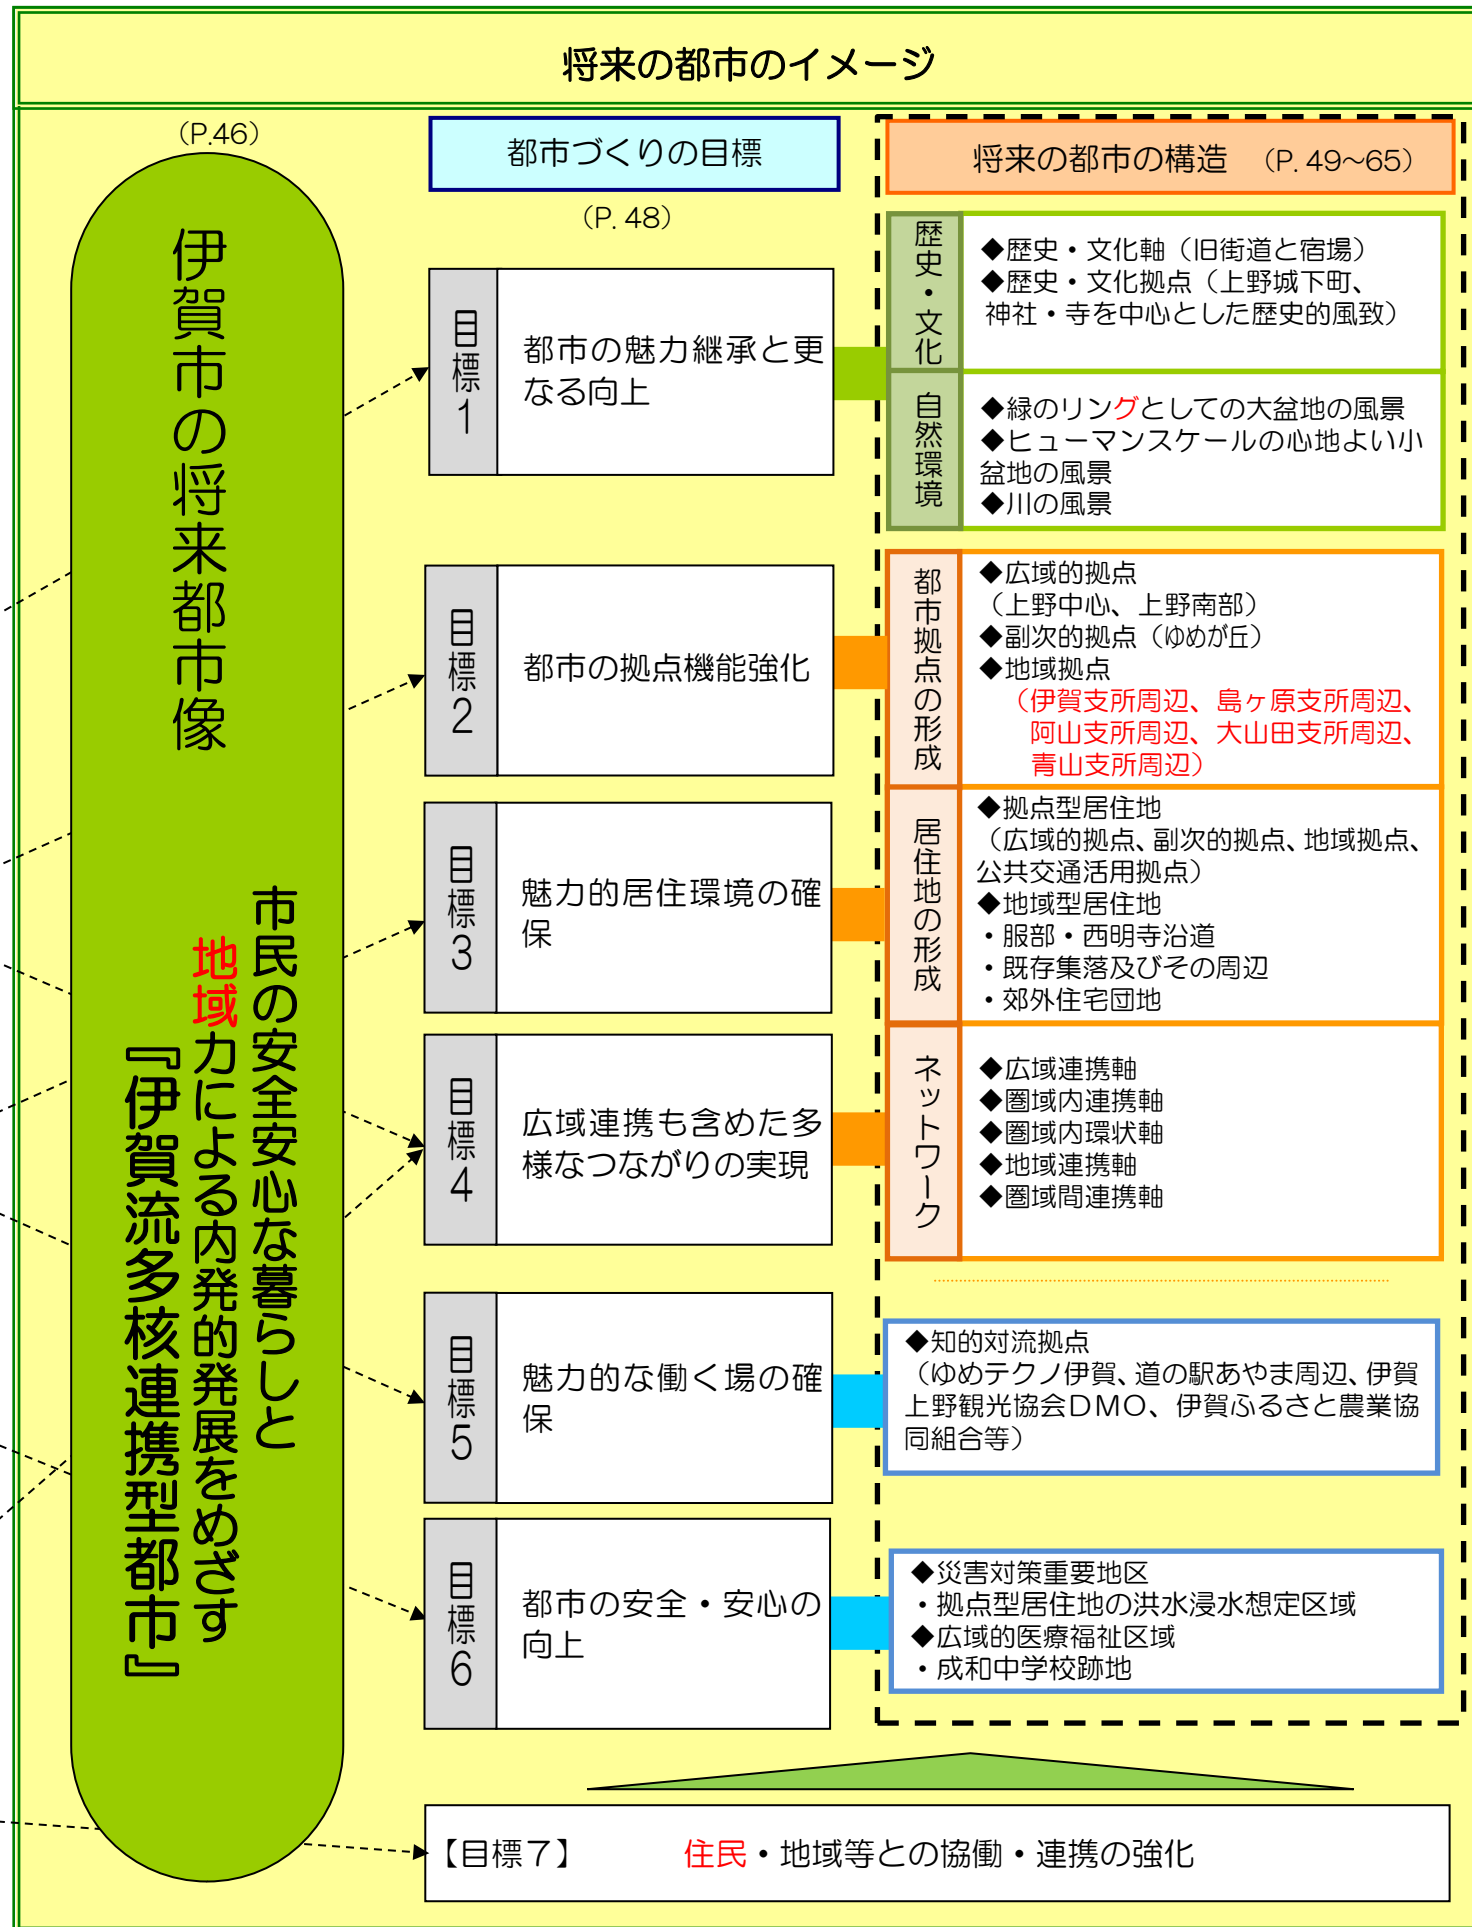 将来の都市のイメージ
（P.46）
伊賀市の将来都市像
市民の安全安心な暮らしと
地域力による内発的発展をめざす
『伊賀流多核連携型都市』
都市づくりの目標
（P. 48）
目標1
都市の魅力継承と更
なる向上
目標2
都市の拠点機能強化
目標3
魅力的居住環境の確
保
目標4
広域連携も含めた多
様なつながりの実現
目標5
魅力的な働く場の確
保
目標6
都市の安全・安心の
向上
将来の都市の構造　（P. 49～65）
歴史・文化
◆歴史・文化軸（旧街道と宿場）
◆歴史・文化拠点（上野城下町、
神社・寺を中心とした歴史的風致）
自然環境
◆緑のリングとしての大盆地の風景
◆ヒューマンスケールの心地よい小
盆地の風景
◆川の風景
都市拠点の形成
◆広域的拠点
（上野中心、上野南部）
◆副次的拠点（ゆめが丘）
◆地域拠点
（伊賀支所周辺、島ヶ原支所周辺、
阿山支所周辺、大山田支所周辺、
青山支所周辺）
居住地の形成
◆拠点型居住地
（広域的拠点、副次的拠点、地域拠点、
公共交通活用拠点）
◆地域型居住地
・服部・西明寺沿道
・既存集落及びその周辺
・郊外住宅団地
ネットワーク
◆広域連携軸
◆圏域内連携軸
◆圏域内環状軸
◆地域連携軸
◆圏域間連携軸
◆知的対流拠点
（ゆめテクノ伊賀、道の駅あやま周辺、伊賀
上野観光協会ＤＭＯ、伊賀ふるさと農業協
同組合等）
◆災害対策重要地区
・拠点型居住地の洪水浸水想定区域
◆広域的医療福祉区域
・成和中学校跡地
【目標７】　住民・地域等との協働・連携の強化